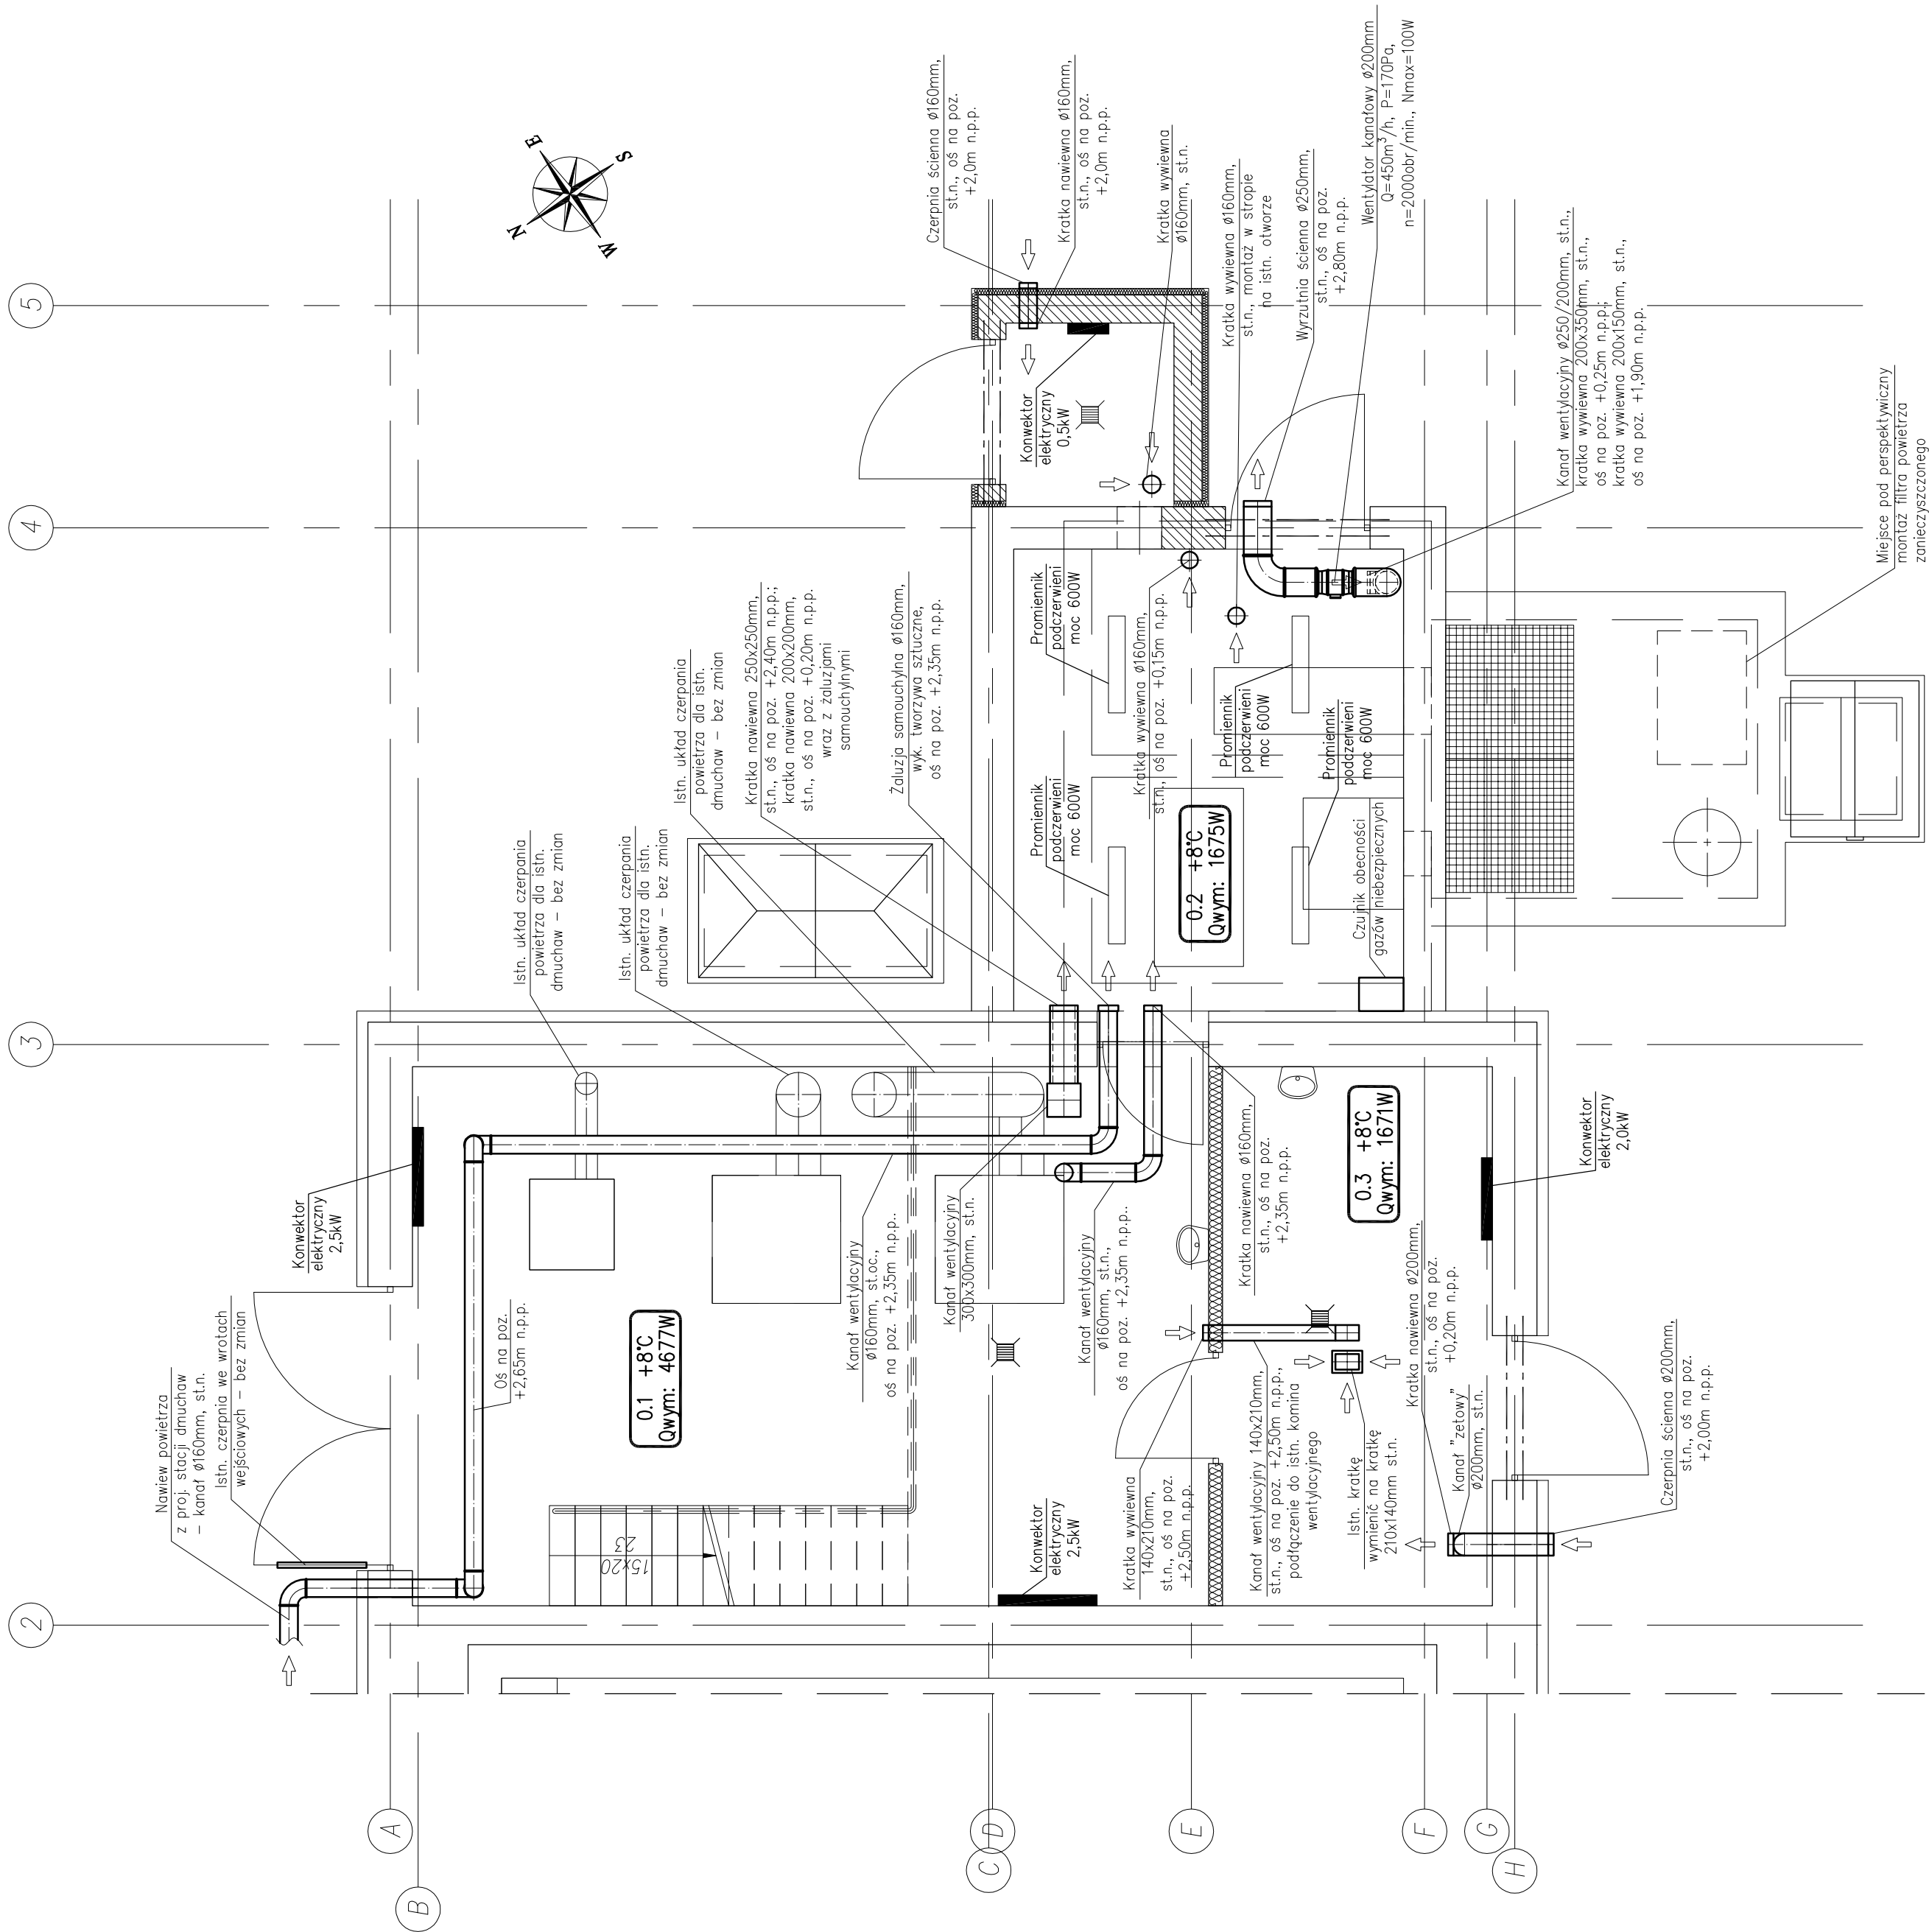 5
4
3
2
A
B
C
D
E
F
G
H
N
E
S
W
Nawiew powietrza
z proj. stacji dmuchaw
– kanał ø160mm, st.n.
Istn. czerpnia we wrotach
wejściowych – bez zmian
Konwektor
elektryczny
2,5kW
Oś na poz.
+2,65m n.p.p.
0.1 +8°C
Qwym: 4677W
15x20
23
Istn. układ czerpania
powietrza dla istn.
dmuchaw – bez zmian
Istn. układ czerpania
powietrza dla istn.
dmuchaw – bez zmian
Istn. układ czerpania
powietrza dla istn.
dmuchaw – bez zmian
Kratka nawiewna 250x250mm,
st.n., oś na poz. +2,40m n.p.p.;
kratka nawiewna 200x200mm,
st.n., oś na poz. +0,20m n.p.p.
wraz z żaluzjami
samouchylnymi
Żaluzja samouchylna ø160mm,
wyk. tworzywa sztuczne,
oś na poz. +2,35m n.p.p.
Kanał wentylacyjny
ø160mm, st.oc.,
oś na poz. +2,35m n.p.p..
Kanał wentylacyjny
300x300mm, st.n.
Kanał wentylacyjny
ø160mm, st.n.,
oś na poz. +2,35m n.p.p..
Konwektor
elektryczny
2,5kW
Kratka wywiewna
140x210mm,
st.n., oś na poz.
+2,50m n.p.p.
Kanał wentylacyjny 140x210mm,
st.n., oś na poz. +2,50m n.p.p.,
podłączenie do istn. komina
wentylacyjnego
Istn. kratkę
wymienić na kratkę
210x140mm st.n.
Kratka nawiewna ø160mm,
st.n., oś na poz.
+2,35m n.p.p.
0.3 +8°C
Qwym: 1671W
Kratka nawiewna ø200mm,
st.n., oś na poz.
+0,20m n.p.p.
Kanał "zetowy"
ø200mm, st.n.
Konwektor
elektryczny
2,0kW
Czerpnia ścienna ø200mm,
st.n., oś na poz.
+2,00m n.p.p.
Promiennik
podczerwieni
moc 600W
Promiennik
podczerwieni
moc 600W
Promiennik
podczerwieni
moc 600W
Promiennik
podczerwieni
moc 600W
Kratka wywiewna ø160mm,
st.n., oś na poz. +0,15m n.p.p.
0.2 +8°C
Qwym: 1675W
Czujnik obecności
gazów niebezpiecznych
Czerpnia ścienna ø160mm,
st.n., oś na poz.
+2,0m n.p.p.
Kratka nawiewna ø160mm,
st.n., oś na poz.
+2,0m n.p.p.
Konwektor
elektryczny
0,5kW
Kratka wywiewna
ø160mm, st.n.
Kratka wywiewna ø160mm,
st.n., montaż w stropie
na istn. otworze
Wyrzutnia ścienna ø250mm,
st.n., oś na poz.
+2,80m n.p.p.
Wentylator kanałowy ø200mm
Q=450m³/h, P=170Pa,
n=2000obr/min., Nmax=100W
Kanał wentylacyjny ø250/200mm, st.n.,
kratka wywiewna 200x350mm, st.n.,
oś na poz. +0,25m n.p.p.;
kratka wywiewna 200x150mm, st.n.,
oś na poz. +1,90m n.p.p.
Miejsce pod perspektywiczny
montaż filtra powietrza
zanieczyszczonego